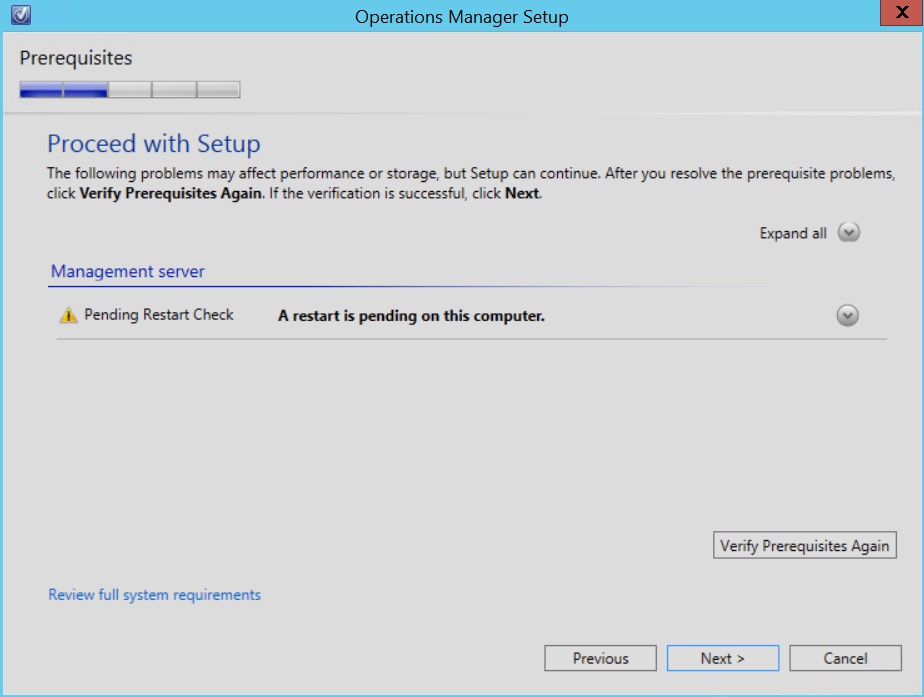 Operations Manager Setup
Prerequisites
Proceed with Setup
The following problems may affect performance or storage, but Setup can continue. After you resolve the prerequisite problems,
click Verify Prerequisites Again. If the verification is successful, click Next.
Expand all
Management server
Pending Restart Check A restart is pending on this computer.
Verify Prerequisites Again
Review full system requirements
Previous Next > Cancel